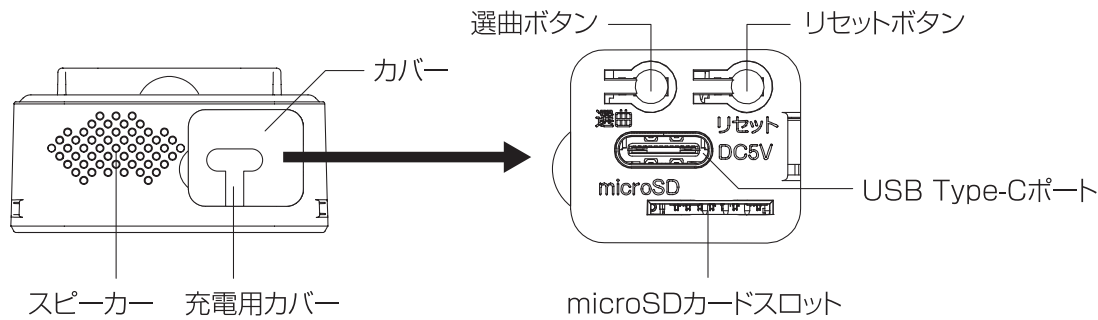 選曲ボタン
リセットボタン
カバー
選曲
リセット
DC5V
microSD
USB Type-Cポート
スピーカー
充電用カバー
microSDカードスロット